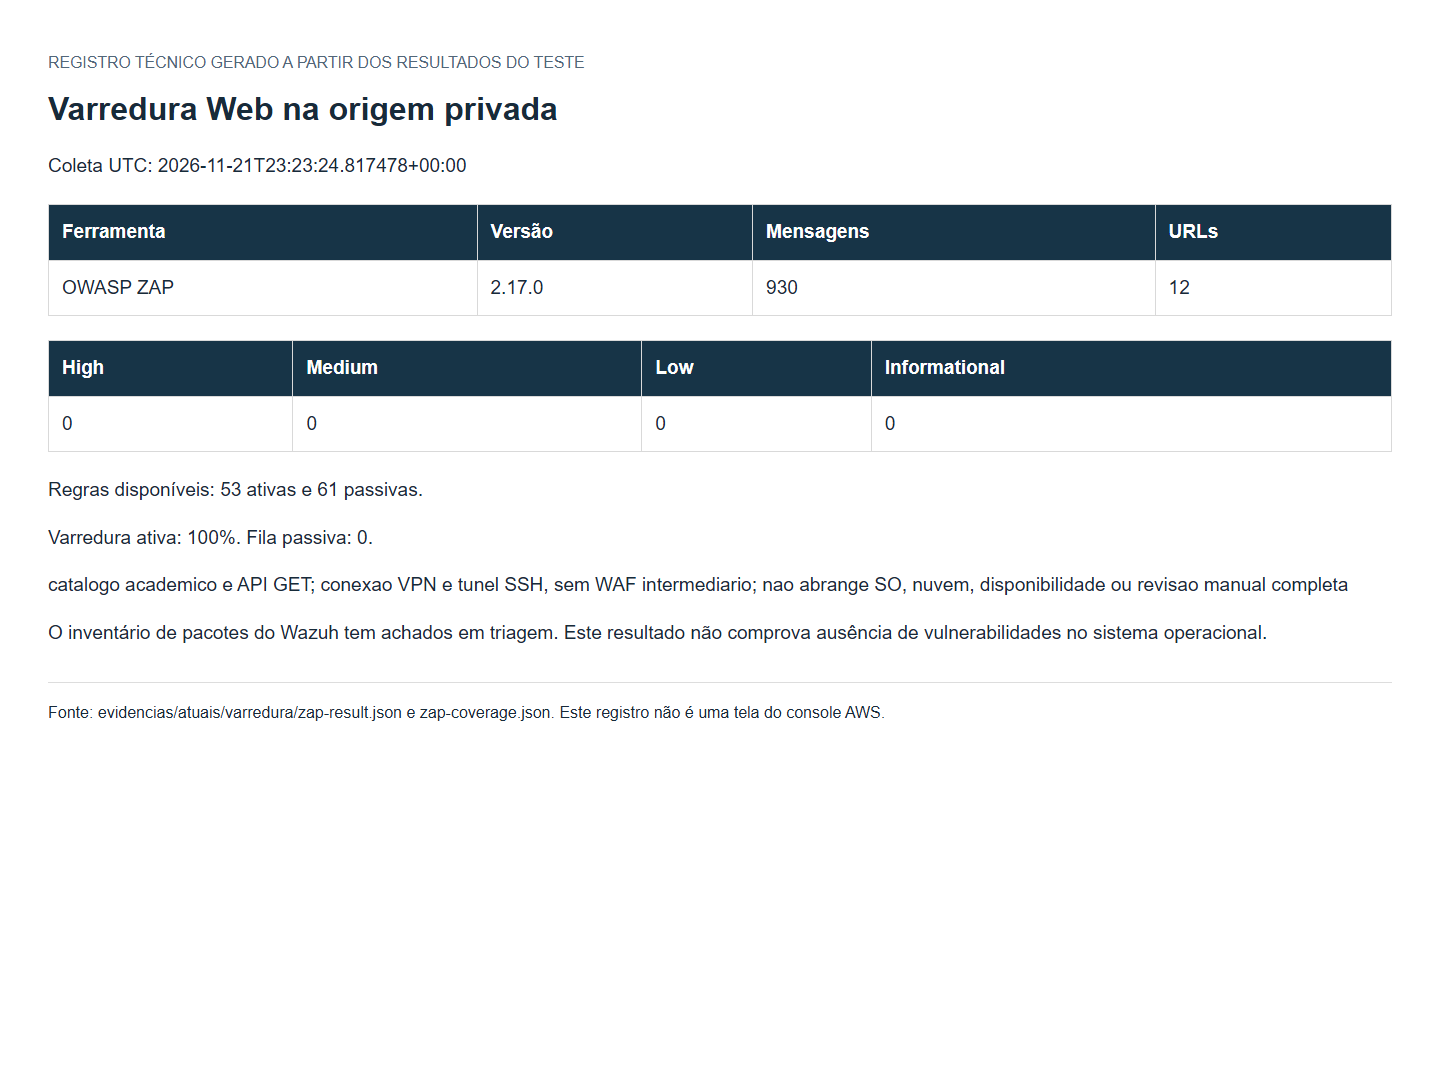 REGISTRO TÉCNICO GERADO A PARTIR DOS RESULTADOS DO TESTE
Varredura Web na origem privada
Coleta UTC: 2026-11-21T23:23:24.817478+00:00
Ferramenta Versão Mensagens URLs
OWASP ZAP 2.17.0 930 12
High Medium Low Informational
0 0 0 0
Regras disponíveis: 53 ativas e 61 passivas.
Varredura ativa: 100%. Fila passiva: 0.
catalogo academico e API GET; conexao VPN e tunel SSH, sem WAF intermediario; nao abrange SO, nuvem, disponibilidade ou revisao manual completa
O inventário de pacotes do Wazuh tem achados em triagem. Este resultado não comprova ausência de vulnerabilidades no sistema operacional.
Fonte: evidencias/atuais/varredura/zap-result.json e zap-coverage.json. Este registro não é uma tela do console AWS.